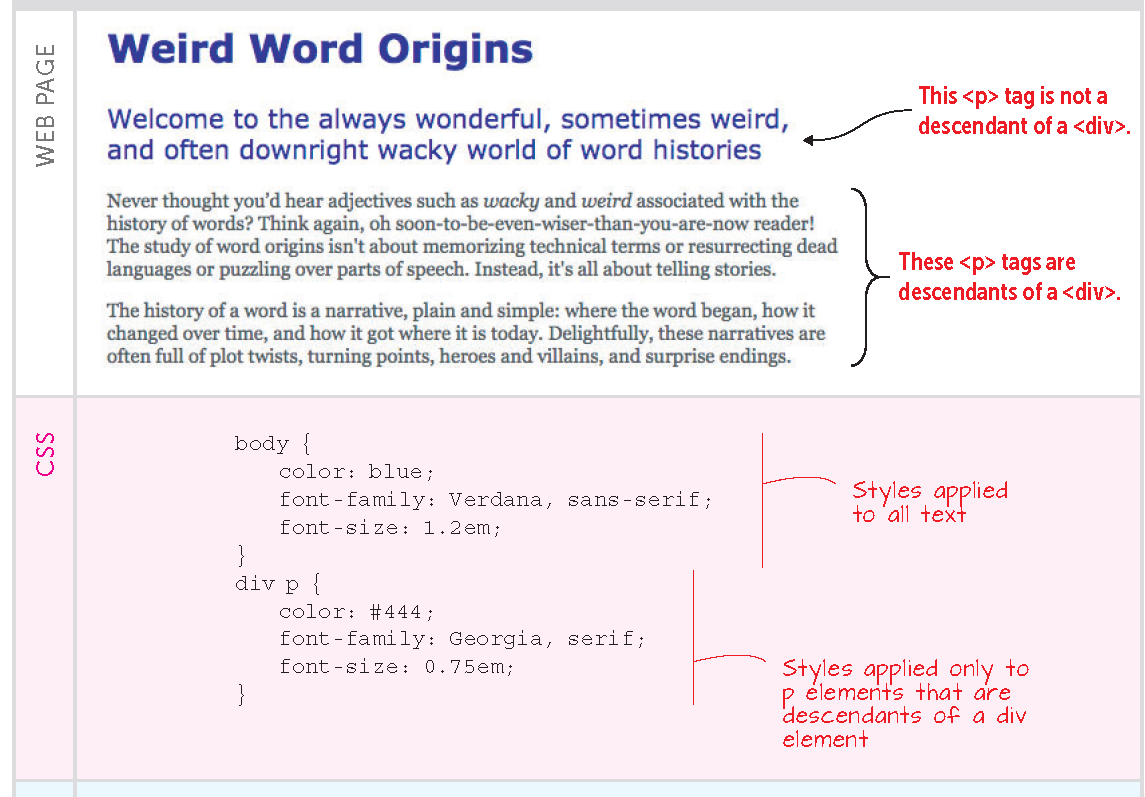 WEB PAGE
Weird Word Origins
Welcome to the always wonderful, sometimes weird,
and often downright wacky world of word histories
This <p> tag is not a
descendant of a <div>.
Never thought you’d hear adjectives such as wacky and weird associated with the
history of words? Think again, oh soon-to-be-even-wiser-than-you-are-now reader!
The study of word origins isn't about memorizing technical terms or resurrecting dead
languages or puzzling over parts of speech. Instead, it's all about telling stories.
The history of a word is a narrative, plain and simple: where the word began, how it
changed over time, and how it got where it is today. Delightfully, these narratives are
often full of plot twists, turning points, heroes and villains, and surprise endings.
These <p> tags are
descendants of a <div>.
CSS
body {
color: blue;
font-family: Verdana, sans-serif;
font-size: 1.2em;
}
Styles applied
to all text
div p {
color: #444;
font-family: Georgia, serif;
font-size: 0.75em;
}
Styles applied only to
p elements that are
descendants of a div
element